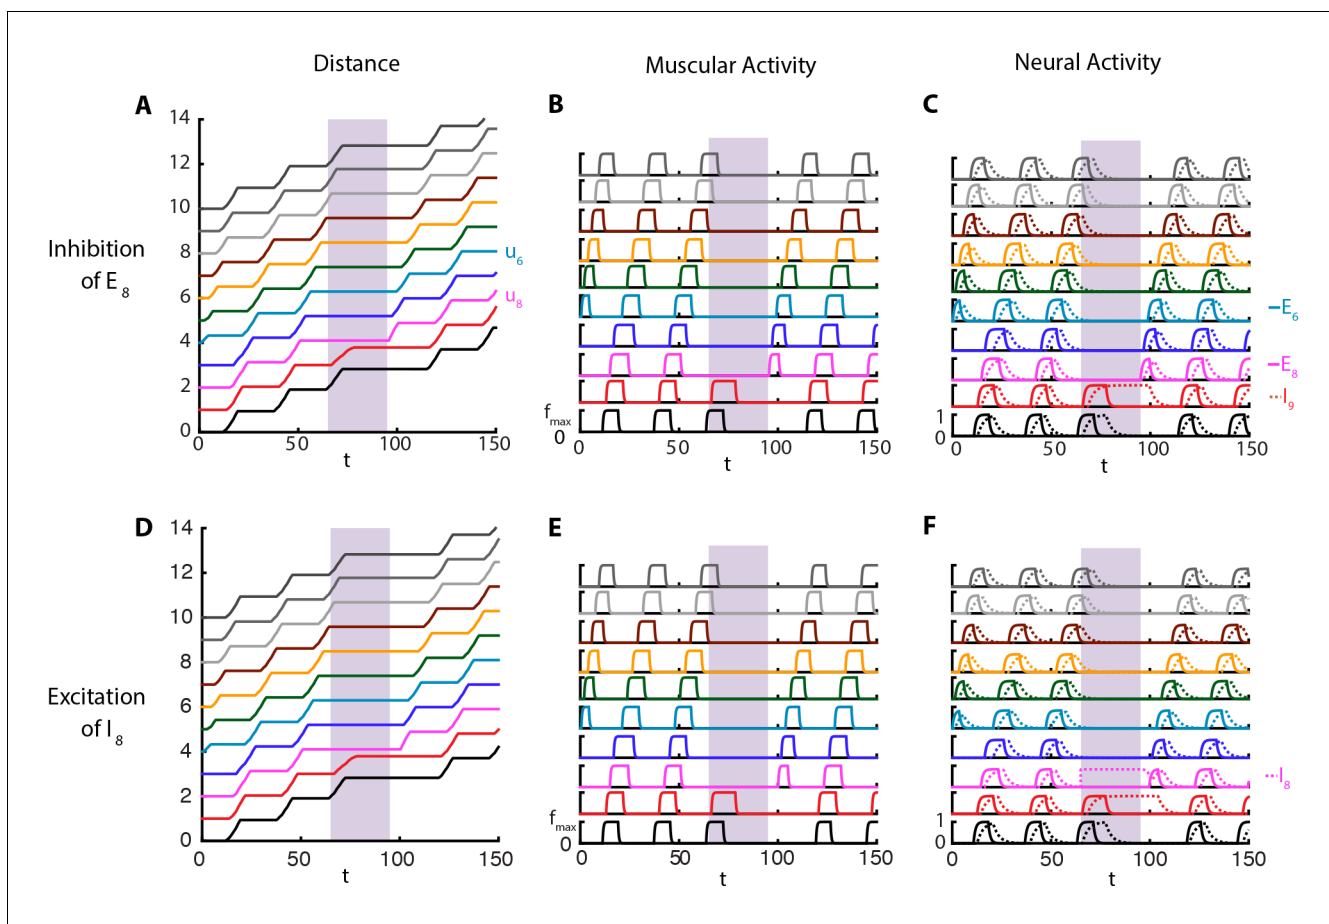 Distance
Muscular Activity
Neural Activity
A
B
C
Inhibition
of E8
14
12
10
8
6
4
2
0
u6
u8
0 50 100 150
t
fmax
0
0 50 100 150
t
E6
E8
I9
1
0
0 50 100 150
t
D
E
F
Excitation
of I8
14
12
10
8
6
4
2
0
0 50 100 150
t
fmax
0
0 50 100 150
t
I8
1
0
0 50 100 150
t